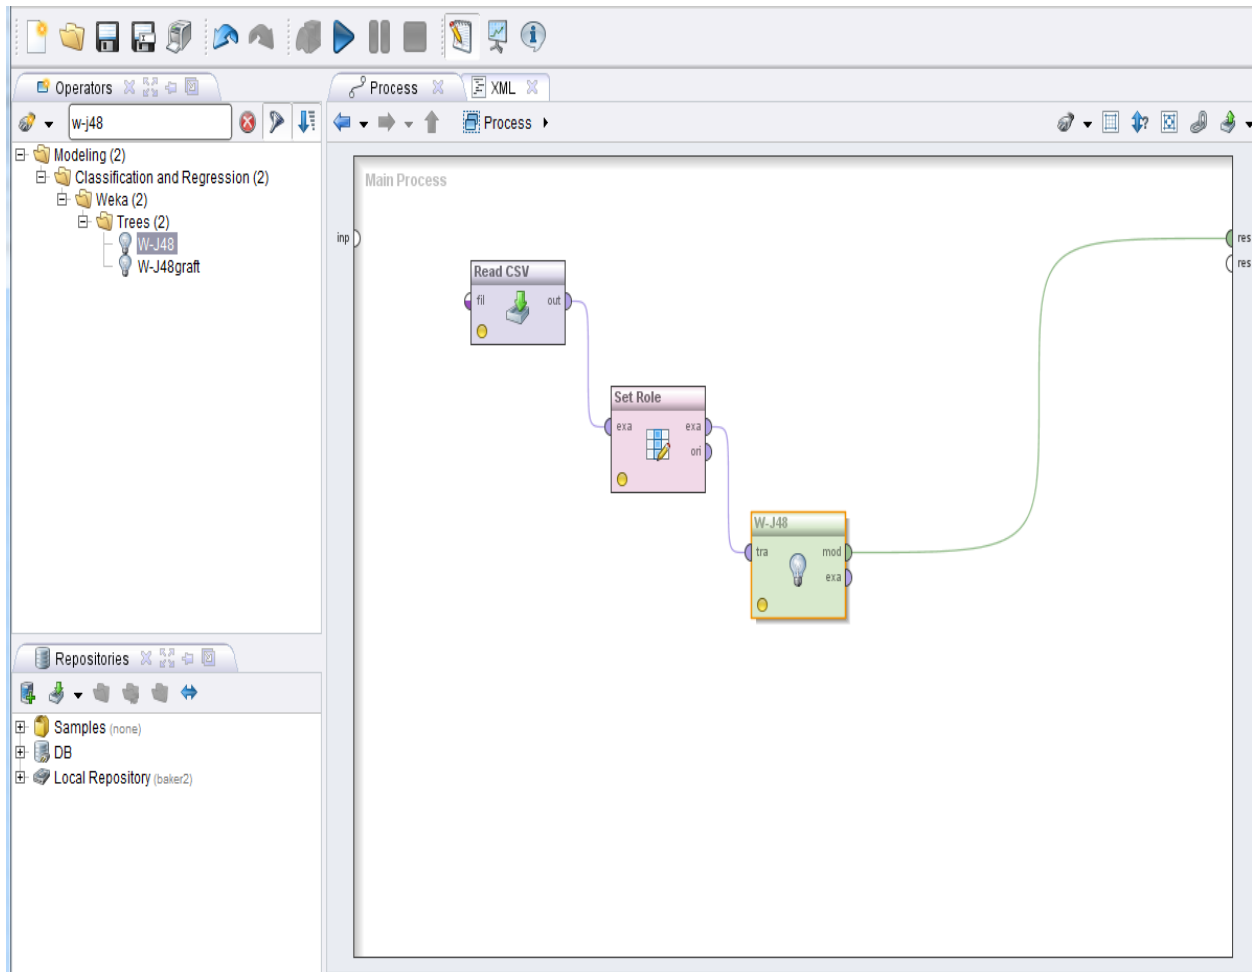 Operators
Process
XML
w-j48
Process
Modeling (2)
Classification and Regression (2)
Weka (2)
Trees (2)
W-J48
W-J48graft
Main Process
inp
res
res
Read CSV
fil
out
Set Role
exa
exa
ori
W-J48
tra
mod
exa
Repositories
Samples (none)
DB
Local Repository (baker2)